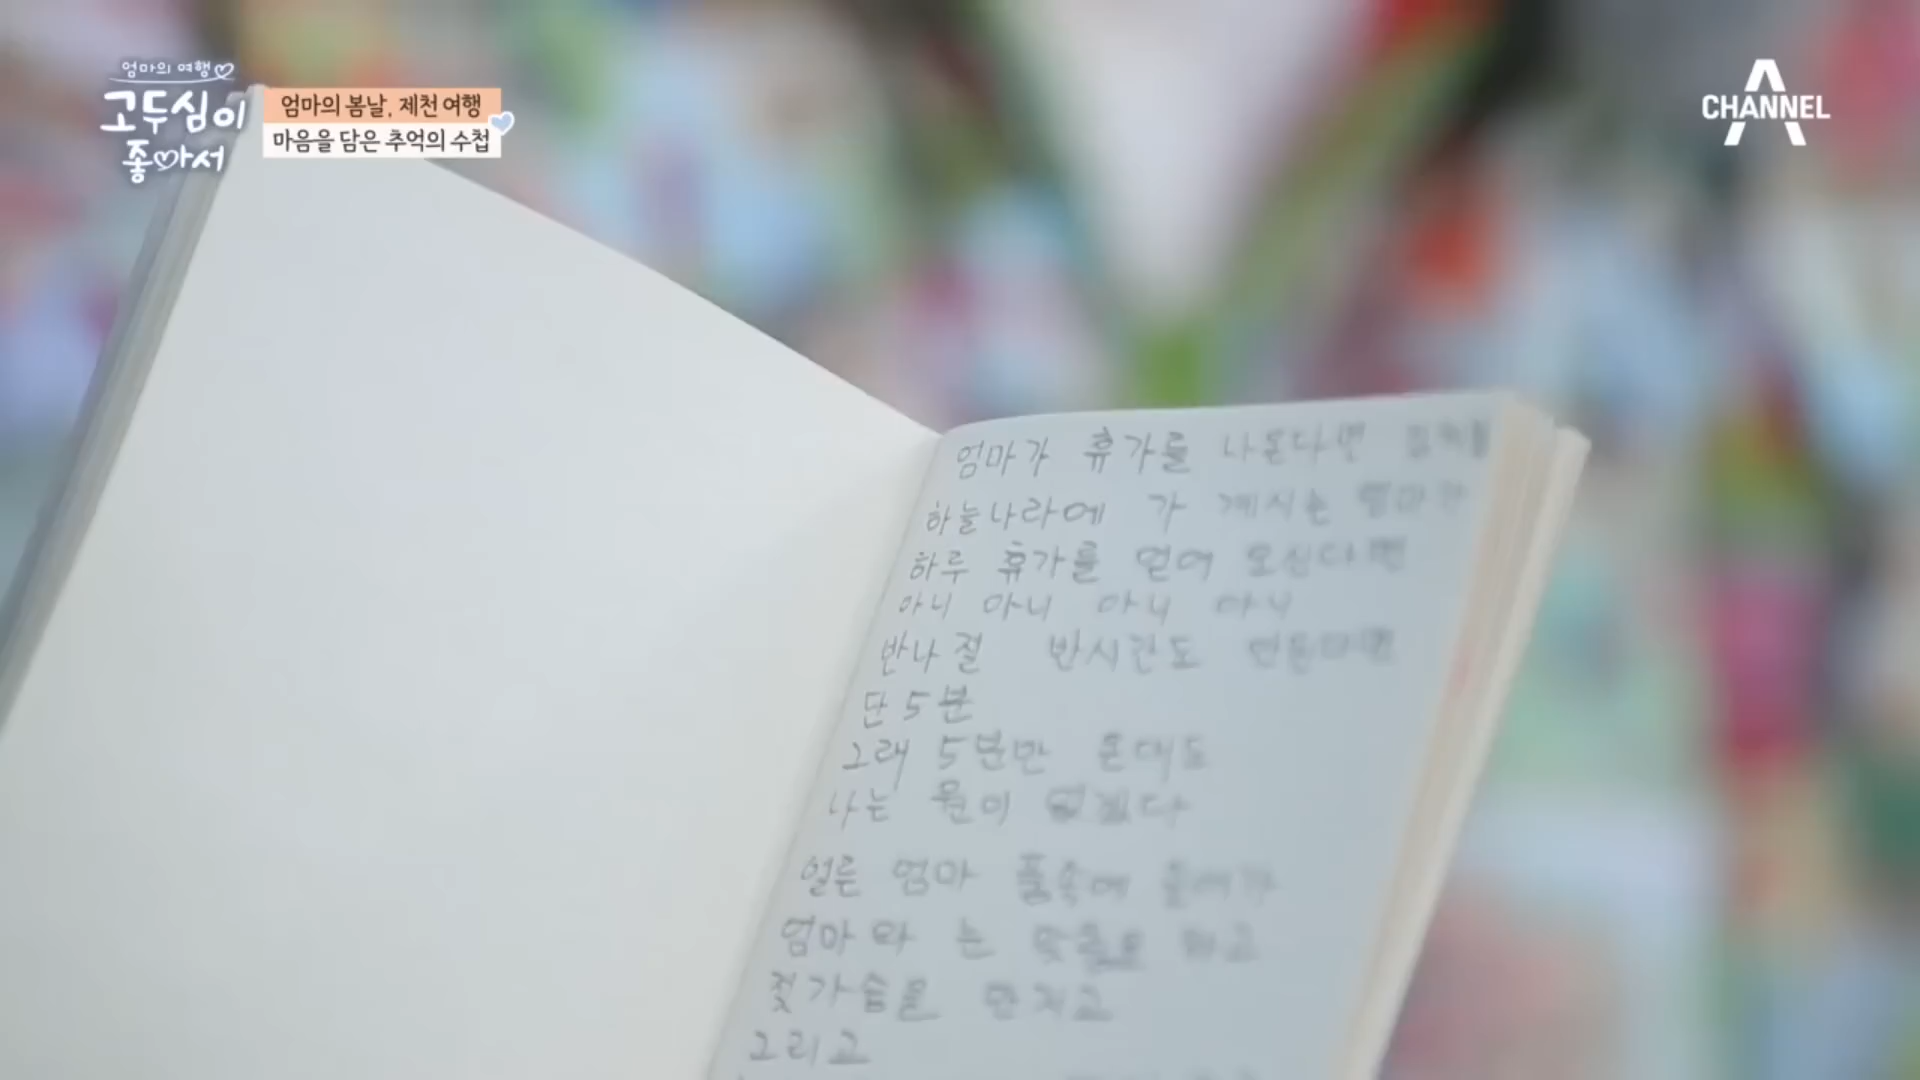 엄마의 여행
고두심이
좋아서
엄마의 봄날, 제천 여행
마음을 담은 추억의 수첩
CHANNEL A
엄마가 휴가를 나온다면
하늘나라에 가 계시는 엄마가
하루 휴가를 얻어 오신다면
아니 아니 아니 아니
반나절 반시간도 안된다면
단 5분
그래 5분만 온대도
나는 원이 없겠다
얼른 엄마 품속에 들어가
엄마와 눈맞춤을 하고
젖가슴을 만지고
그리고